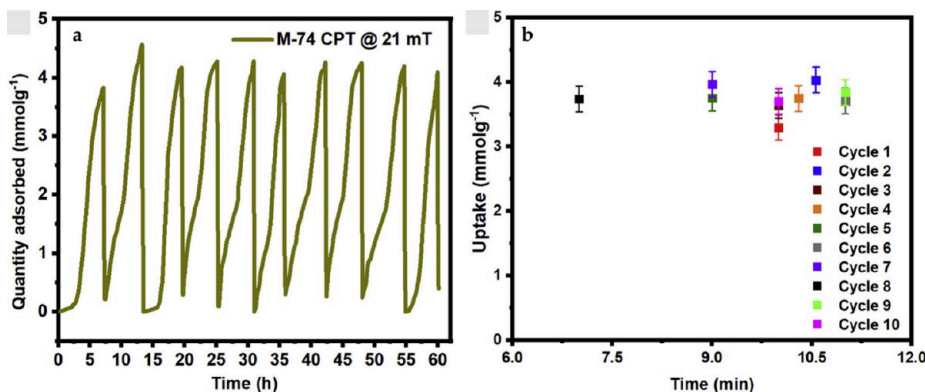 a
M-74 CPT @ 21 mT
Quantity adsorbed (mmolg⁻¹)
5
4
3
2
1
0
0 5 10 15 20 25 30 35 40 45 50 55 60
Time (h)
b
Uptake (mmolg⁻¹)
5
4
3
2
1
0
Cycle 1
Cycle 2
Cycle 3
Cycle 4
Cycle 5
Cycle 6
Cycle 7
Cycle 8
Cycle 9
Cycle 10
6.0 7.5 9.0 10.5 12.0
Time (min)